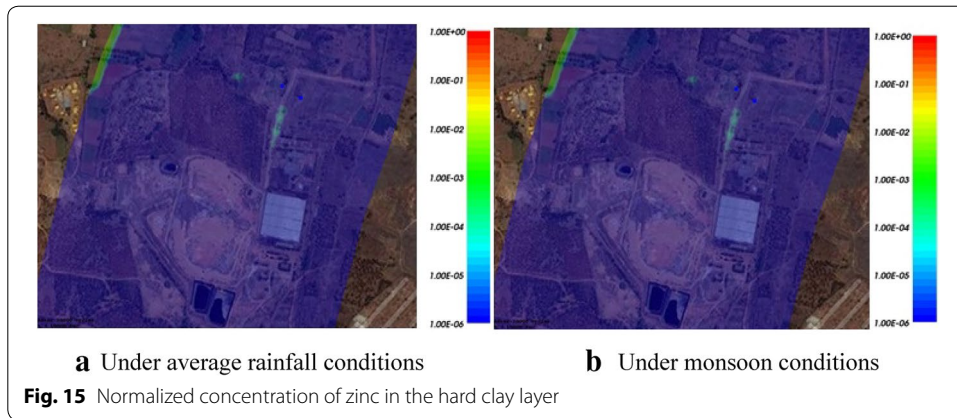 1.00E+00
1.00E-01
1.00E-02
1.00E-03
1.00E-04
1.00E-05
1.00E-06
1.00E+00
1.00E-01
1.00E-02
1.00E-03
1.00E-04
1.00E-05
1.00E-06
a Under average rainfall conditions
b Under monsoon conditions
Fig. 15 Normalized concentration of zinc in the hard clay layer